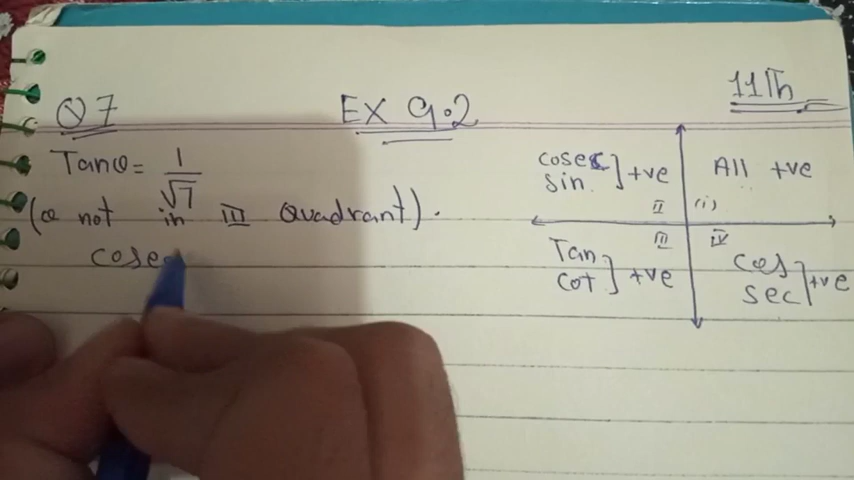 Q7 EX 9.2 11Th
Tanθ = 1/√7
(θ not in III Quadrant).
cosec
cosec sin ] +ve
All +ve
II (i)
III IV
Tan cot ] +ve
cos sec ] +ve